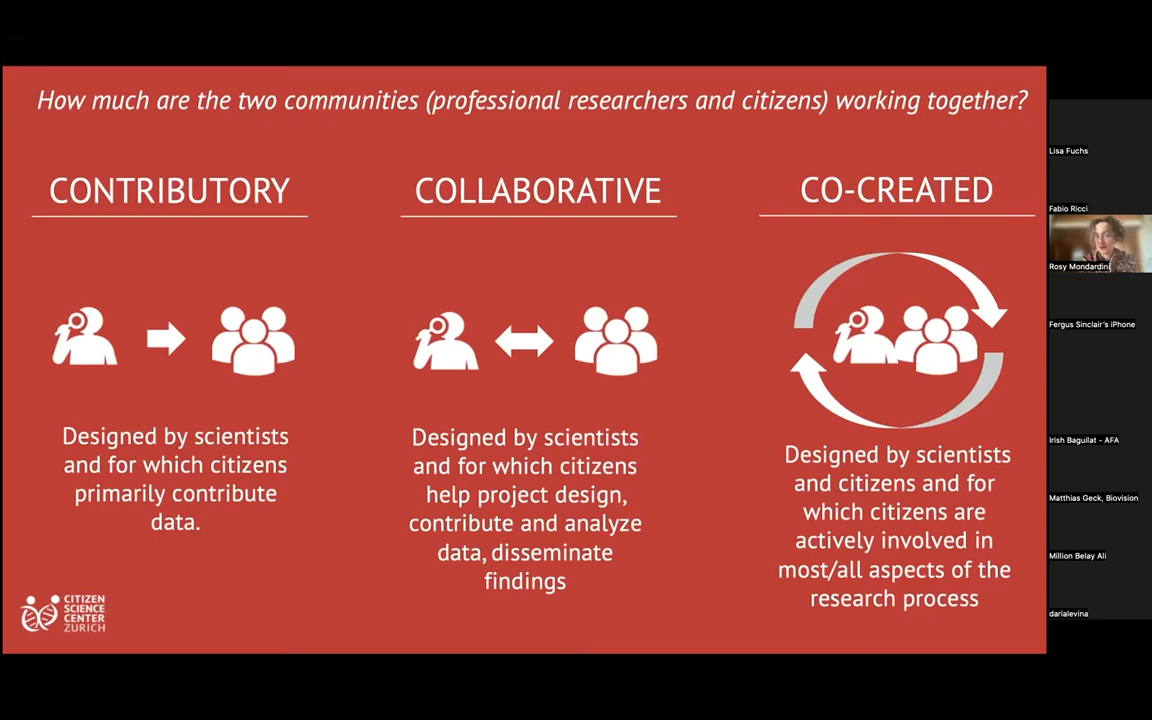 How much are the two communities (professional researchers and citizens) working together?
CONTRIBUTORY
Designed by scientists
and for which citizens
primarily contribute
data.
COLLABORATIVE
Designed by scientists
and for which citizens
help project design,
contribute and analyze
data, disseminate
findings
CO-CREATED
Designed by scientists
and citizens and for
which citizens are
actively involved in
most/all aspects of the
research process
CITIZEN
SCIENCE
CENTER
ZURICH
Lisa Fuchs
Fabio Ricci
Rosy Mondardini
Fergus Sinclair's iPhone
Irish Baguilat - AFA
Matthias Geck, Biovision
Million Belay Ali
darialevina